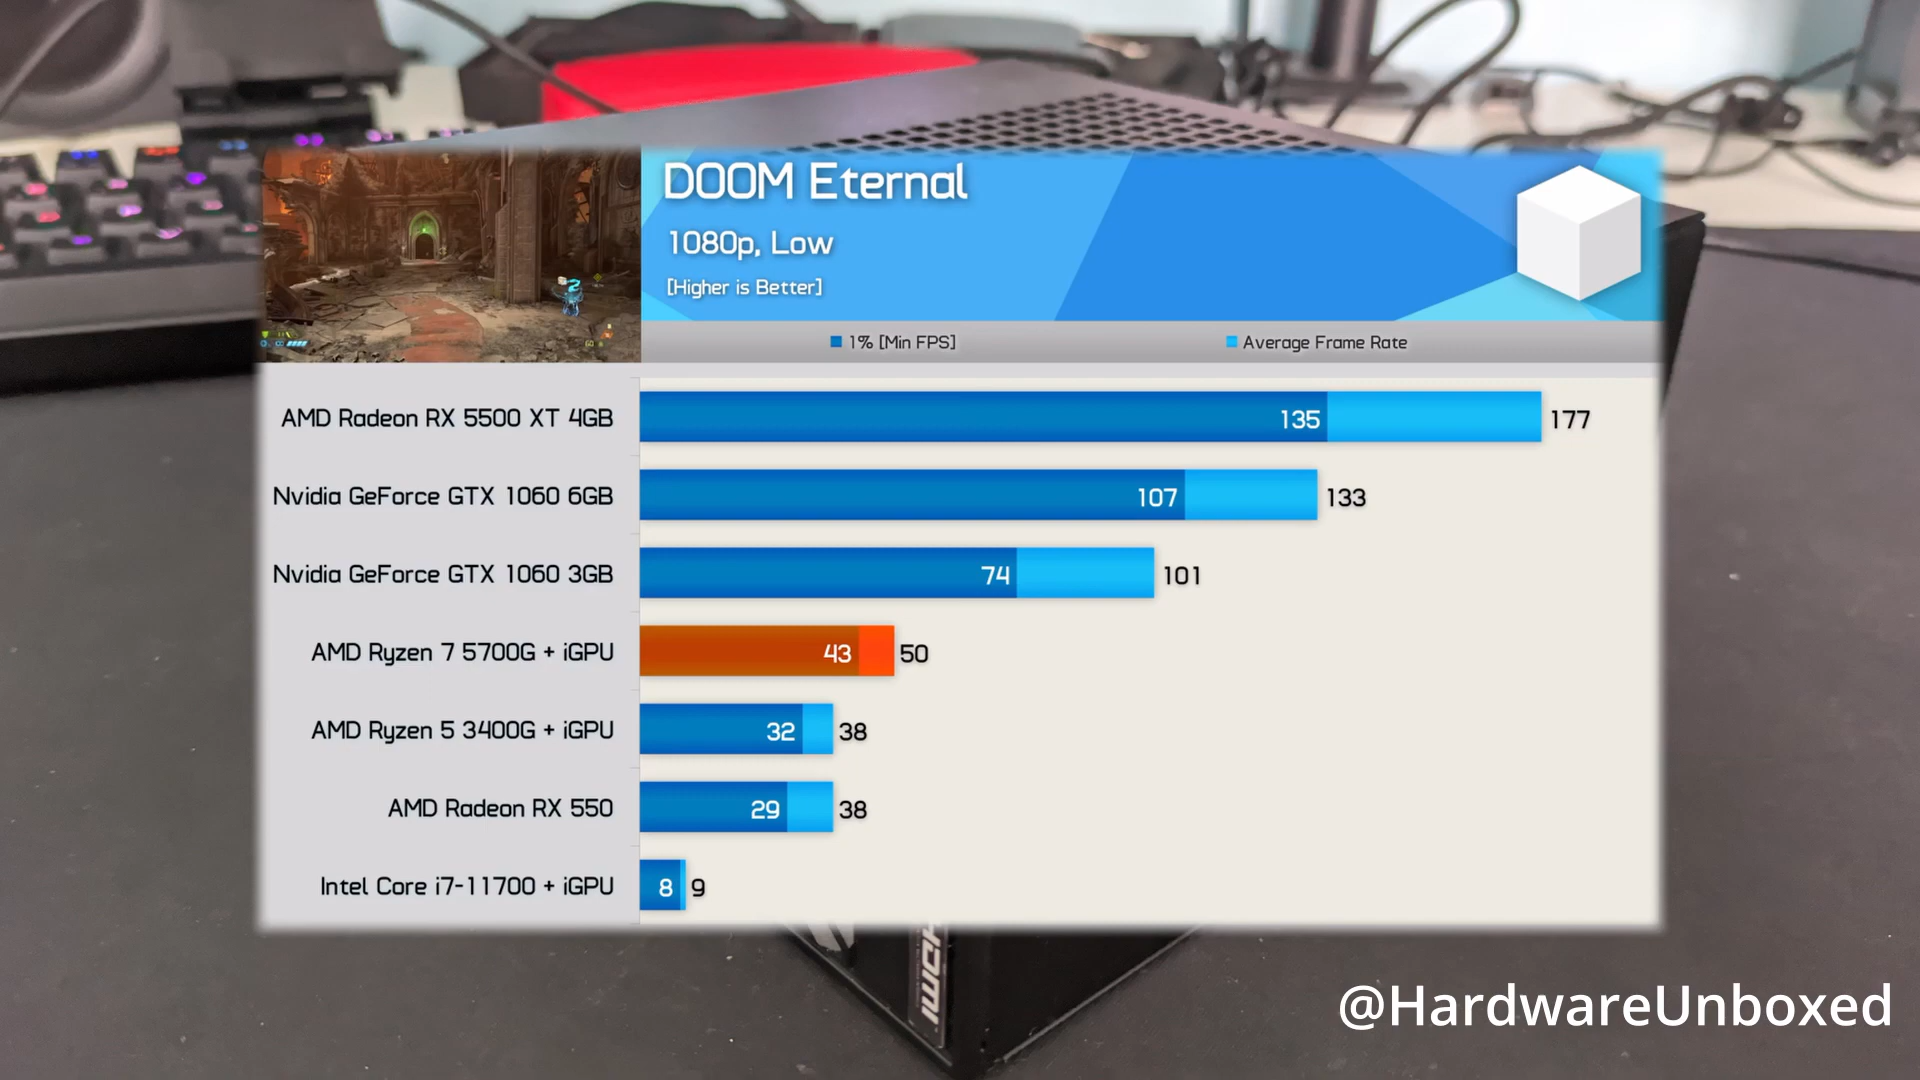 DOOM Eternal
1080p, Low
[Higher is Better]
1% [Min FPS] Average Frame Rate
AMD Radeon RX 5500 XT 4GB 135 177
Nvidia GeForce GTX 1060 6GB 107 133
Nvidia GeForce GTX 1060 3GB 74 101
AMD Ryzen 7 5700G + iGPU 43 50
AMD Ryzen 5 3400G + iGPU 32 38
AMD Radeon RX 550 29 38
Intel Core i7-11700 + iGPU 8 9
@HardwareUnboxed